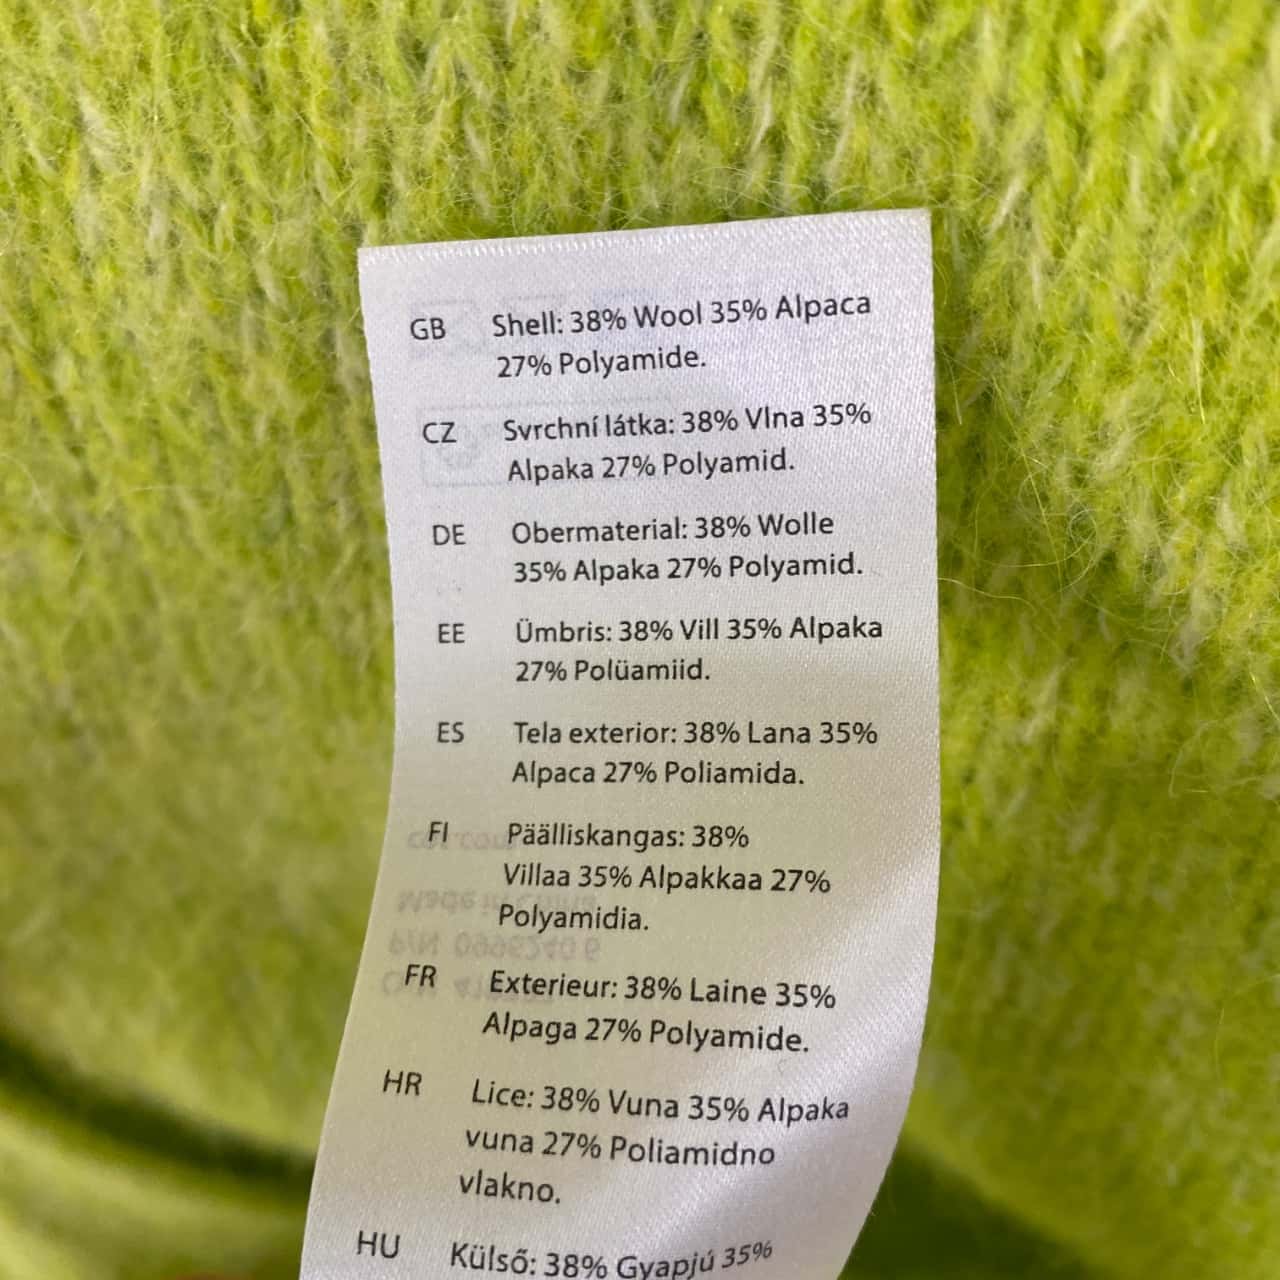 GB Shell: 38% Wool 35% Alpaca
27% Polyamide.
CZ Svrchní látka: 38% Vlna 35%
Alpaka 27% Polyamid.
DE Obermaterial: 38% Wolle
35% Alpaka 27% Polyamid.
EE Ümbris: 38% Vill 35% Alpaka
27% Polüamiid.
ES Tela exterior: 38% Lana 35%
Alpaca 27% Poliamida.
FI Päälliskangas: 38%
Villaa 35% Alpakkaa 27%
Polyamidia.
FR Exterieur: 38% Laine 35%
Alpaga 27% Polyamide.
HR Lice: 38% Vuna 35% Alpaka
vuna 27% Poliamidno
vlakno.
HU Külső: 38% Gyapjú 35%